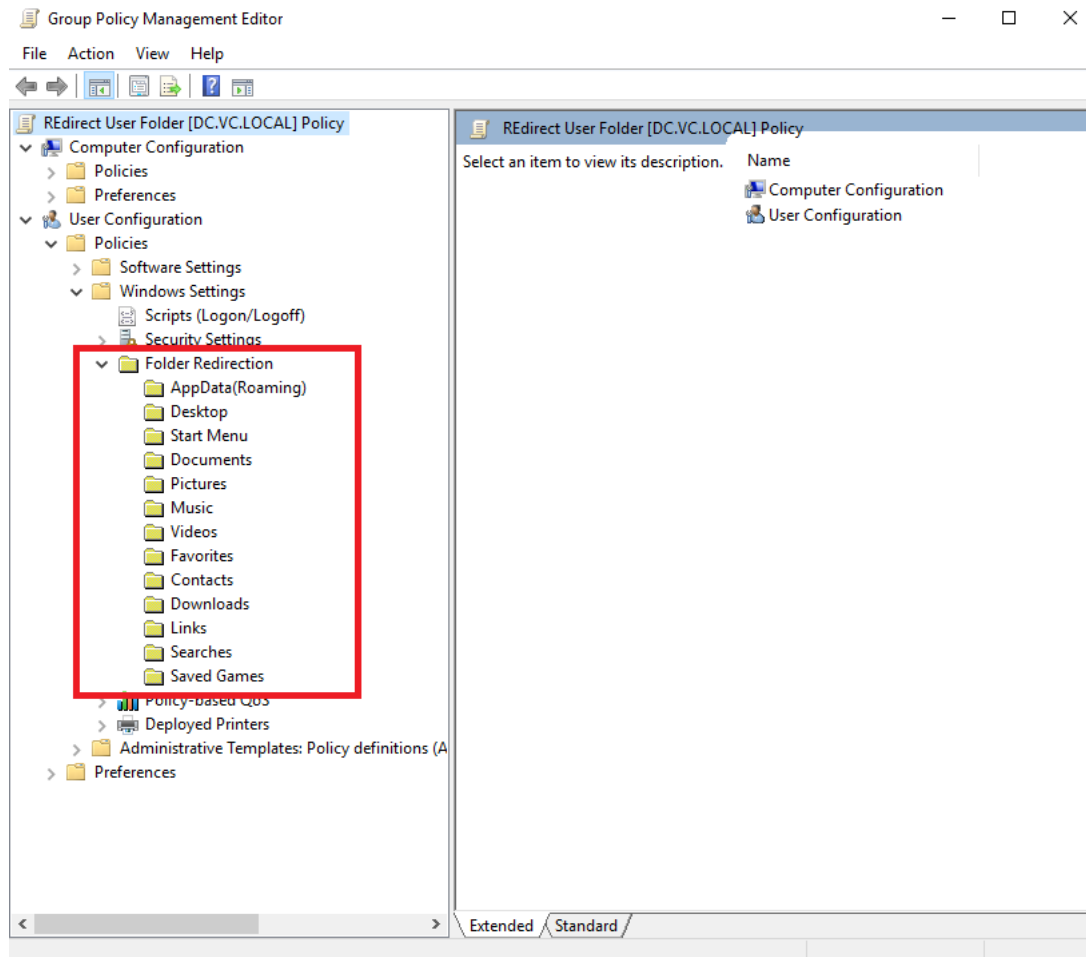 Group Policy Management Editor
File Action View Help
REdirect User Folder [DC.VC.LOCAL] Policy
Computer Configuration
Policies
Preferences
User Configuration
Policies
Software Settings
Windows Settings
Scripts (Logon/Logoff)
Security Settings
Folder Redirection
AppData(Roaming)
Desktop
Start Menu
Documents
Pictures
Music
Videos
Favorites
Contacts
Downloads
Links
Searches
Saved Games
Policy-based QoS
Deployed Printers
Administrative Templates: Policy definitions (A
Preferences
REdirect User Folder [DC.VC.LOCAL] Policy
Select an item to view its description.
Name
Computer Configuration
User Configuration
Extended Standard